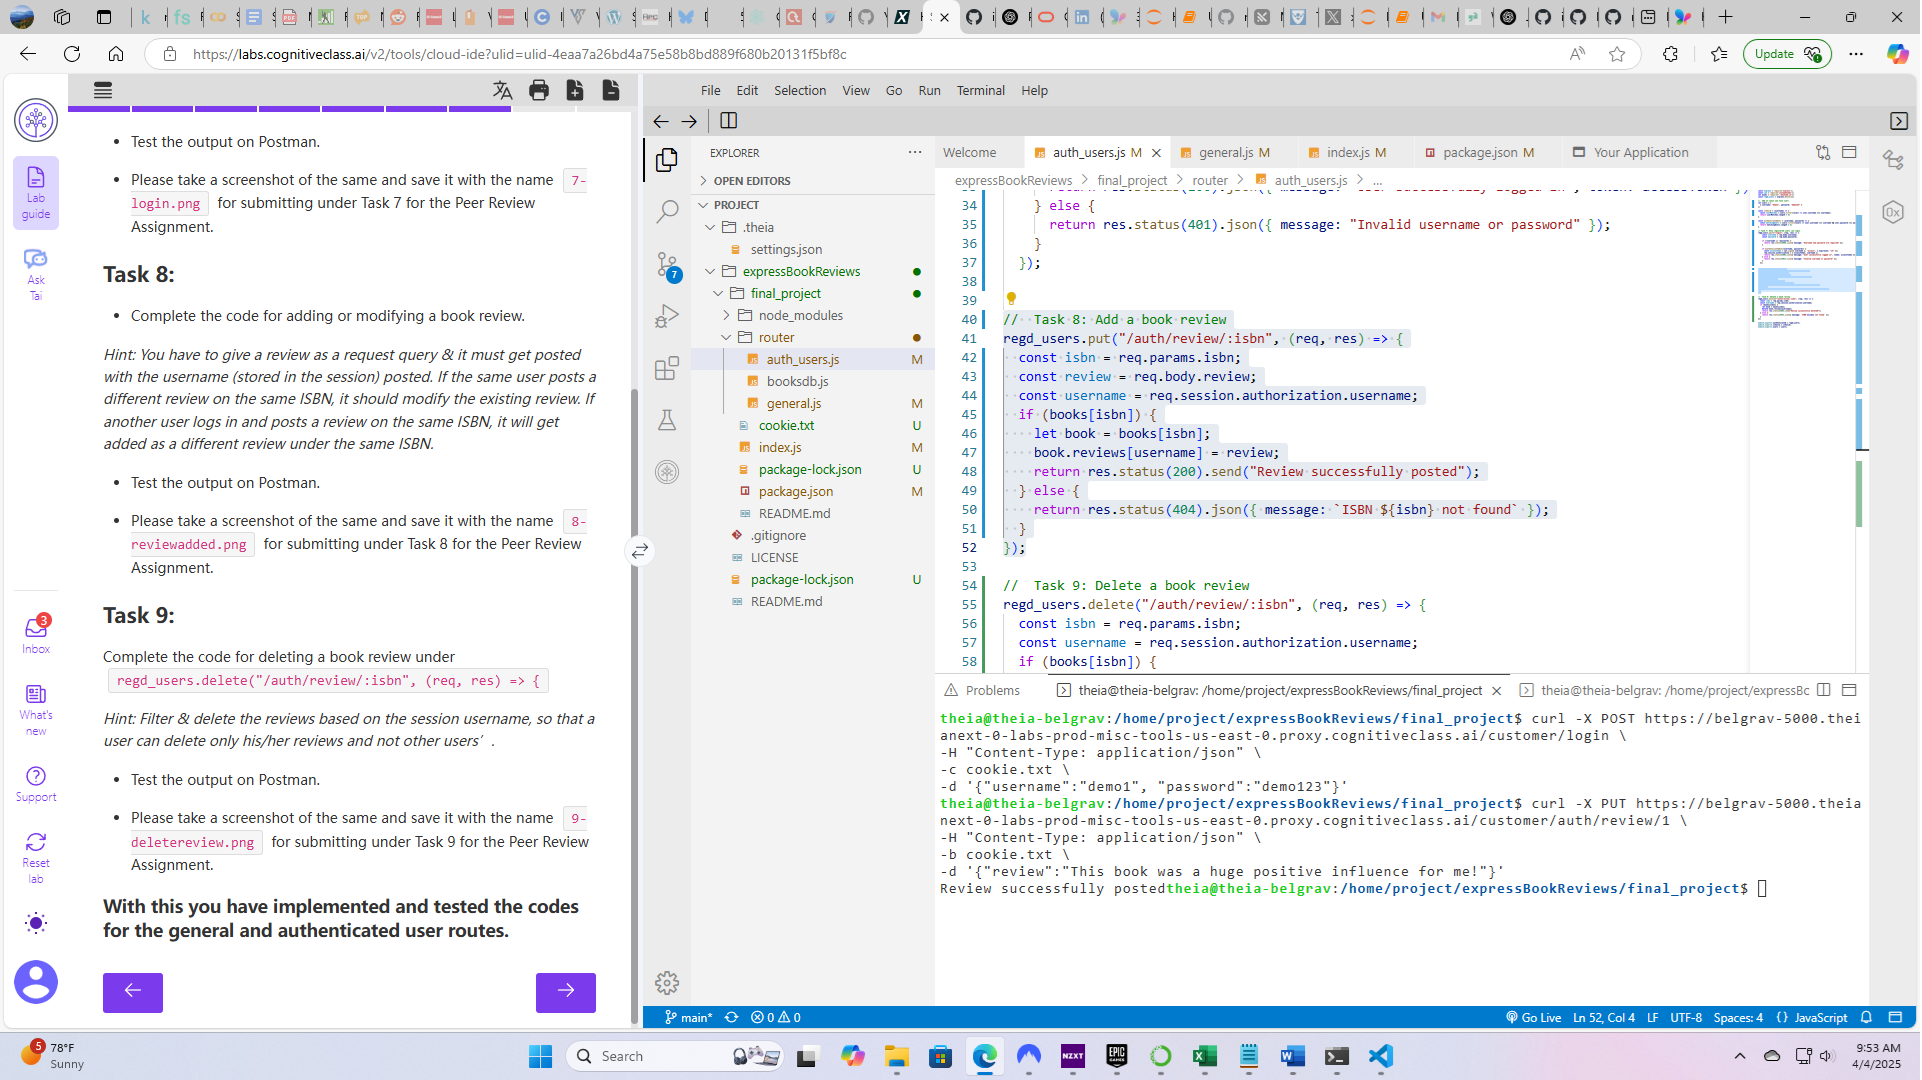 https://labs.cognitiveclass.ai/v2/tools/cloud-ide?ulid=ulid-4eaa7a26bd4a75e58b8bd889f680b20131f5bf8c
Update
Lab
guide
Ask
Tai
3
Inbox
What's
new
Support
Reset
lab
Test the output on Postman.
Please take a screenshot of the same and save it with the name 7-
login.png for submitting under Task 7 for the Peer Review
Assignment.
Task 8:
Complete the code for adding or modifying a book review.
Hint: You have to give a review as a request query & it must get posted
with the username (stored in the session) posted. If the same user posts a
different review on the same ISBN, it should modify the existing review. If
another user logs in and posts a review on the same ISBN, it will get
added as a different review under the same ISBN.
Test the output on Postman.
Please take a screenshot of the same and save it with the name 8-
reviewadded.png for submitting under Task 8 for the Peer Review
Assignment.
Task 9:
Complete the code for deleting a book review under
regd_users.delete("/auth/review/:isbn", (req, res) => {
Hint: Filter & delete the reviews based on the session username, so that a
user can delete only his/her reviews and not other users’ .
Test the output on Postman.
Please take a screenshot of the same and save it with the name 9-
deletereview.png for submitting under Task 9 for the Peer Review
Assignment.
With this you have implemented and tested the codes
for the general and authenticated user routes.
File Edit Selection View Go Run Terminal Help
EXPLORER
OPEN EDITORS
PROJECT
.theia
settings.json
expressBookReviews
final_project
node_modules
router
auth_users.js M
booksdb.js
general.js M
cookie.txt U
index.js M
package-lock.json U
package.json M
README.md
.gitignore
LICENSE
package-lock.json U
README.md
7
Welcome auth_users.js M general.js M index.js M package.json M Your Application
expressBookReviews > final_project > router > auth_users.js > ...
34 } else {
35 return res.status(401).json({ message: "Invalid username or password" });
36 }
37 });
38
39
40 // Task 8: Add a book review
41 regd_users.put("/auth/review/:isbn", (req, res) => {
42 const isbn = req.params.isbn;
43 const review = req.body.review;
44 const username = req.session.authorization.username;
45 if (books[isbn]) {
46 let book = books[isbn];
47 book.reviews[username] = review;
48 return res.status(200).send("Review successfully posted");
49 } else {
50 return res.status(404).json({ message: `ISBN ${isbn} not found` });
51 }
52 });
53
54 // Task 9: Delete a book review
55 regd_users.delete("/auth/review/:isbn", (req, res) => {
56 const isbn = req.params.isbn;
57 const username = req.session.authorization.username;
58 if (books[isbn]) {
Problems theia@theia-belgrav: /home/project/expressBookReviews/final_project theia@theia-belgrav: /home/project/expressBc
theia@theia-belgrav:/home/project/expressBookReviews/final_project$ curl -X POST https://belgrav-5000.thei
anext-0-labs-prod-misc-tools-us-east-0.proxy.cognitiveclass.ai/customer/login \
-H "Content-Type: application/json" \
-c cookie.txt \
-d '{"username":"demo1", "password":"demo123"}'
theia@theia-belgrav:/home/project/expressBookReviews/final_project$ curl -X PUT https://belgrav-5000.theia
next-0-labs-prod-misc-tools-us-east-0.proxy.cognitiveclass.ai/customer/auth/review/1 \
-H "Content-Type: application/json" \
-b cookie.txt \
-d '{"review":"This book was a huge positive influence for me!"}'
Review successfully postedtheia@theia-belgrav:/home/project/expressBookReviews/final_project$
main* 0 0 Go Live Ln 52, Col 4 LF UTF-8 Spaces: 4 {} JavaScript
5
78°F
Sunny
Search
NZXT
EPIC
GAMES
9:53 AM
4/4/2025